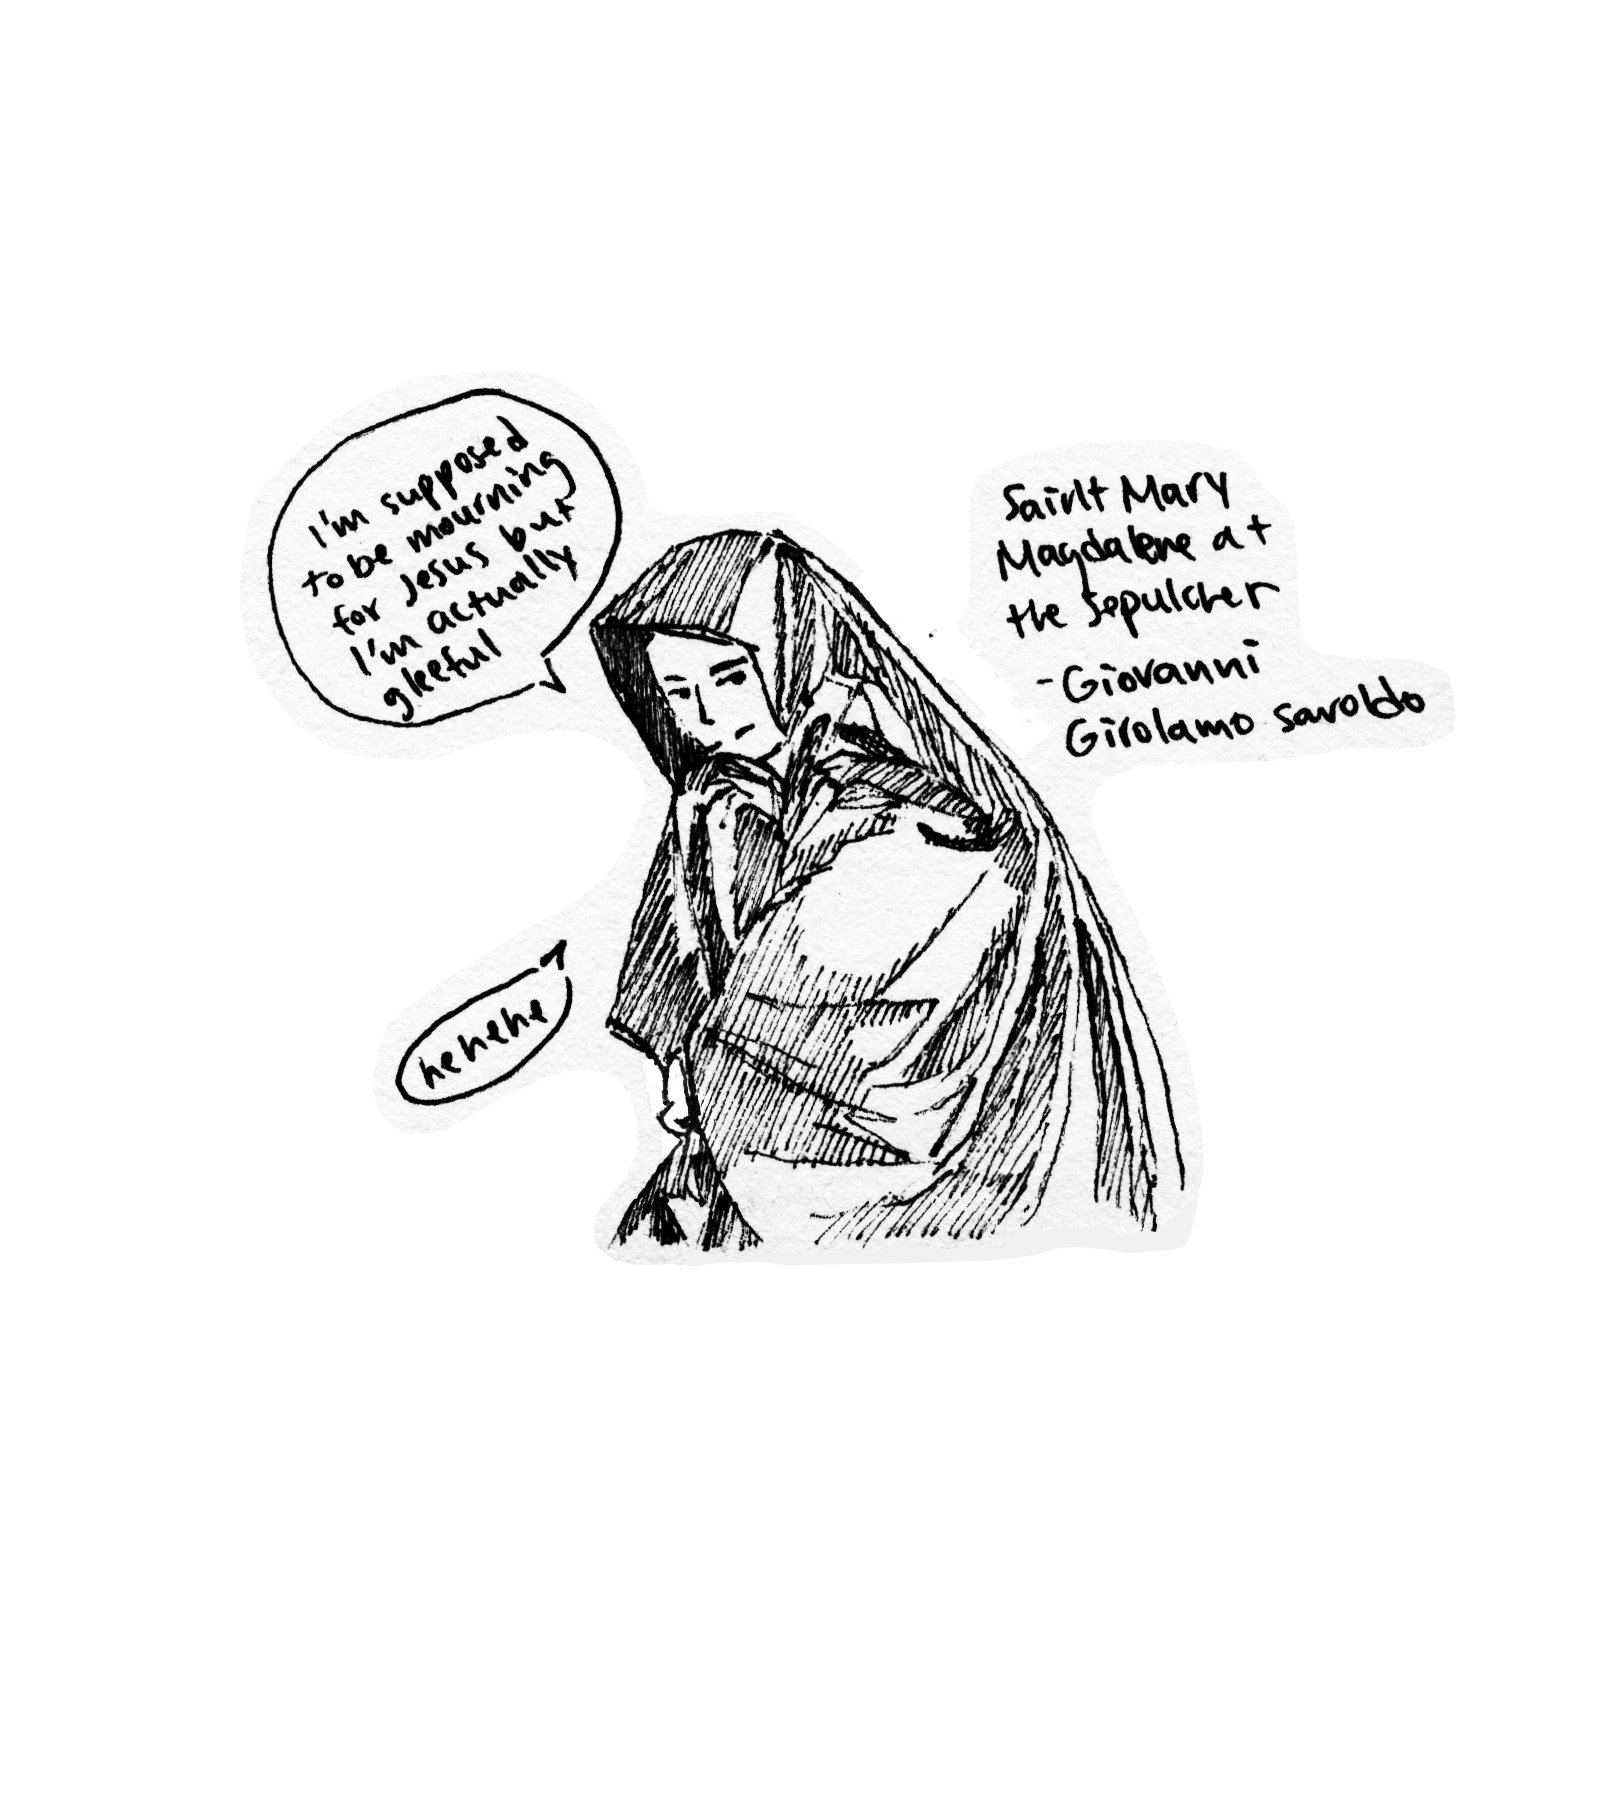 I'm supposed
to be mourning
for Jesus but
I'm actually
gleeful
Saint Mary
Magdalene at
the Sepulcher
-Giovanni
Girolamo Savoldo
hehehe